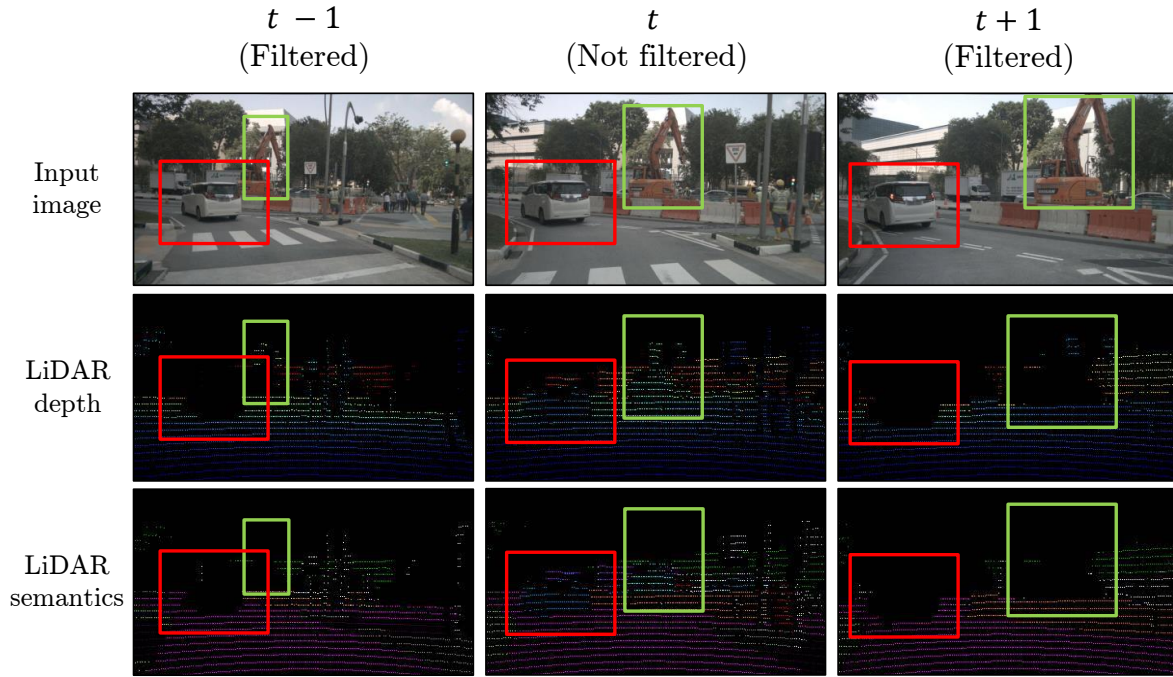 t − 1
(Filtered)
t
(Not filtered)
t + 1
(Filtered)
Input
image
LiDAR
depth
LiDAR
semantics